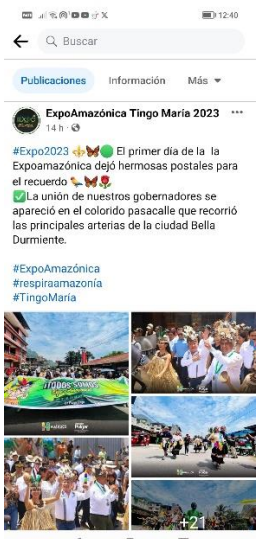 12:40
Buscar
Publicaciones Información Más
ExpoAmazónica Tingo María 2023
14 h
#Expo2023 El primer día de la la
Expoamazónica dejó hermosas postales para
el recuerdo
La unión de nuestros gobernadores se
apareció en el colorido pasacalle que recorrió
las principales arterias de la ciudad Bella
Durmiente.
#ExpoAmazónica
#respiraamazonía
#TingoMaría
¡TODOS SOMOS
+21